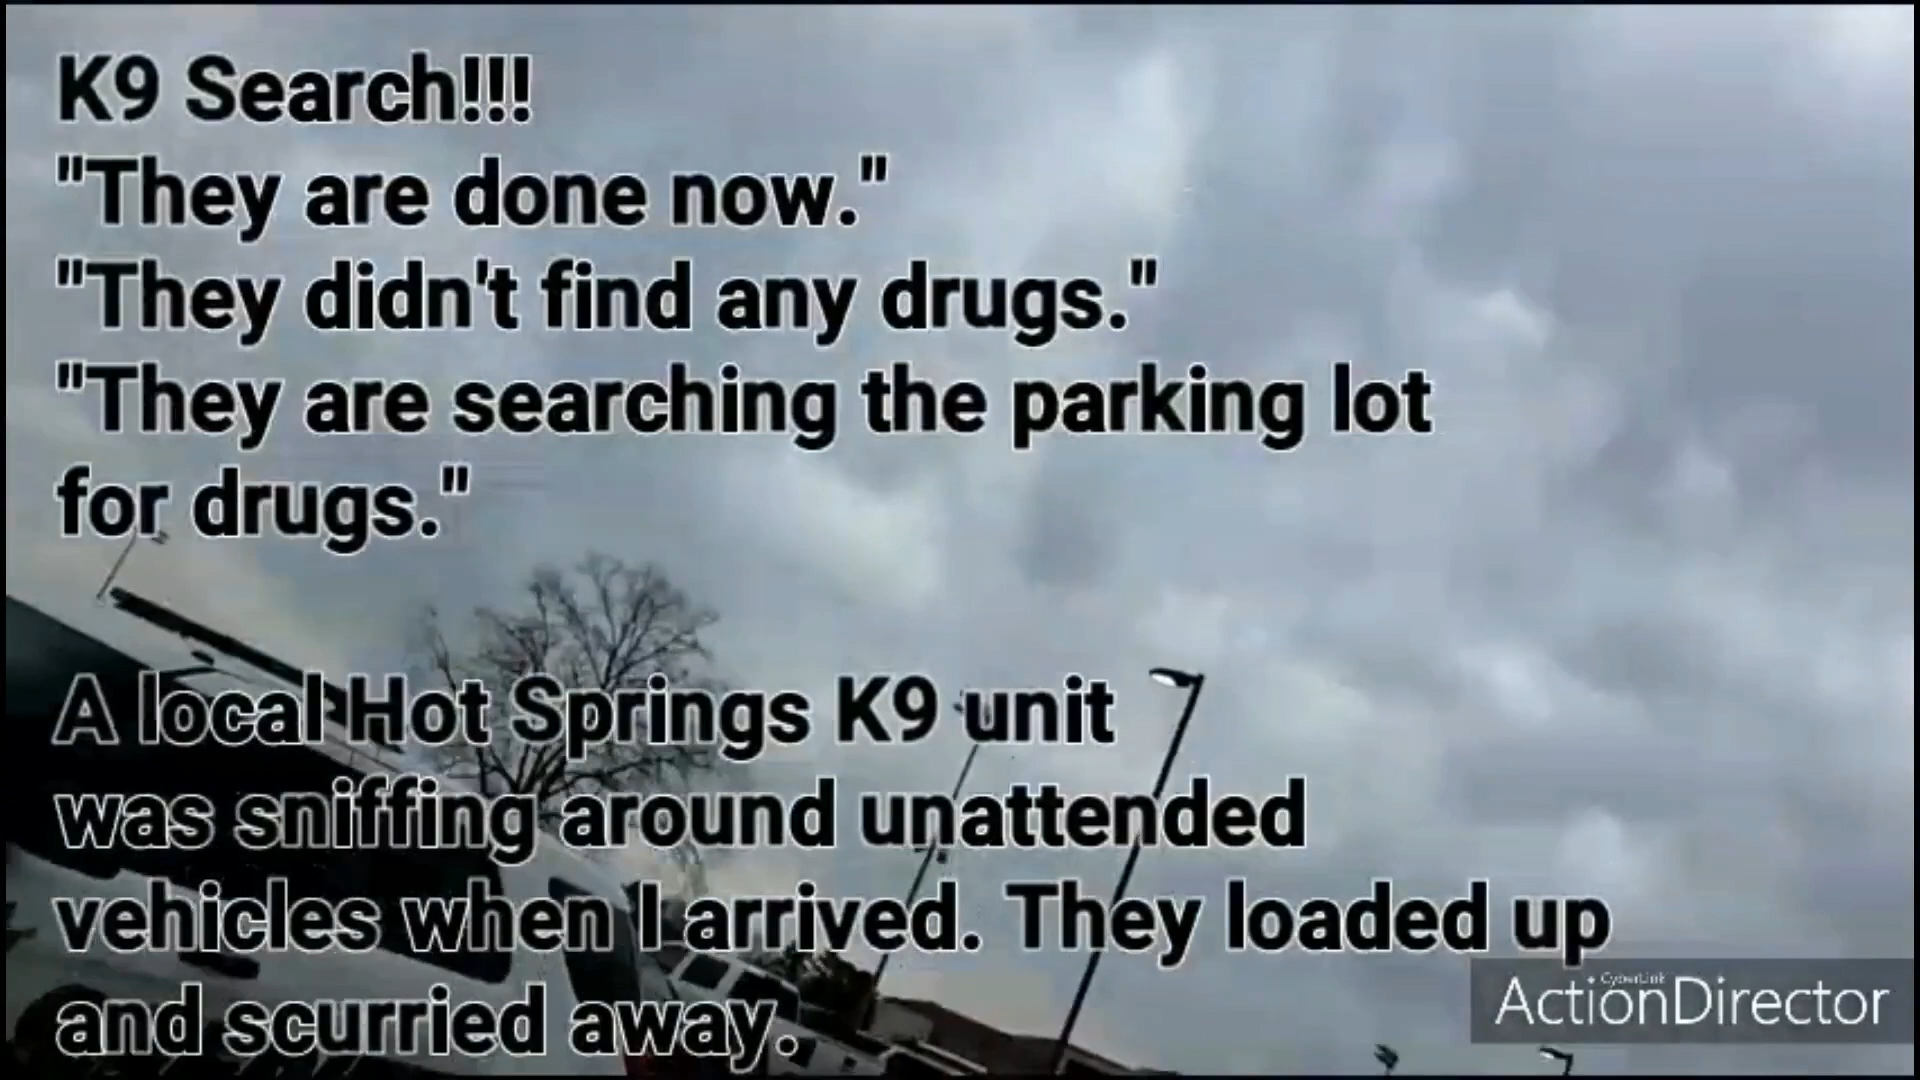 K9 Search!!!
"They are done now."
"They didn't find any drugs."
"They are searching the parking lot
for drugs."
A local Hot Springs K9 unit
was sniffing around unattended
vehicles when I arrived. They loaded up
and scurried away.
CyberLink
ActionDirector